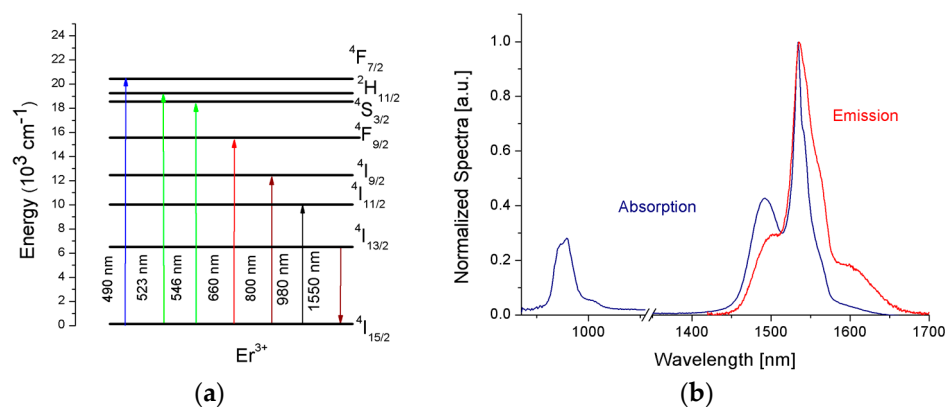 24
22
20
18
16
14
12
10
8
6
4
2
0
Energy (10³ cm⁻¹)
⁴F₇/₂
²H₁₁/₂
⁴S₃/₂
⁴F₉/₂
⁴I₉/₂
⁴I₁₁/₂
⁴I₁₃/₂
⁴I₁₅/₂
490 nm
523 nm
546 nm
660 nm
800 nm
980 nm
1550 nm
Er³⁺
(a)
1.0
0.8
0.6
0.4
0.2
0.0
Normalized Spectra [a.u.]
Emission
Absorption
1000 1400 1500 1600 1700
Wavelength [nm]
(b)